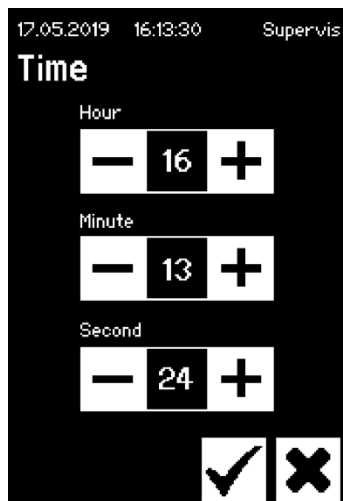 17.05.2019 16:13:30 Supervis
Time
Hour
16
Minute
13
Second
24